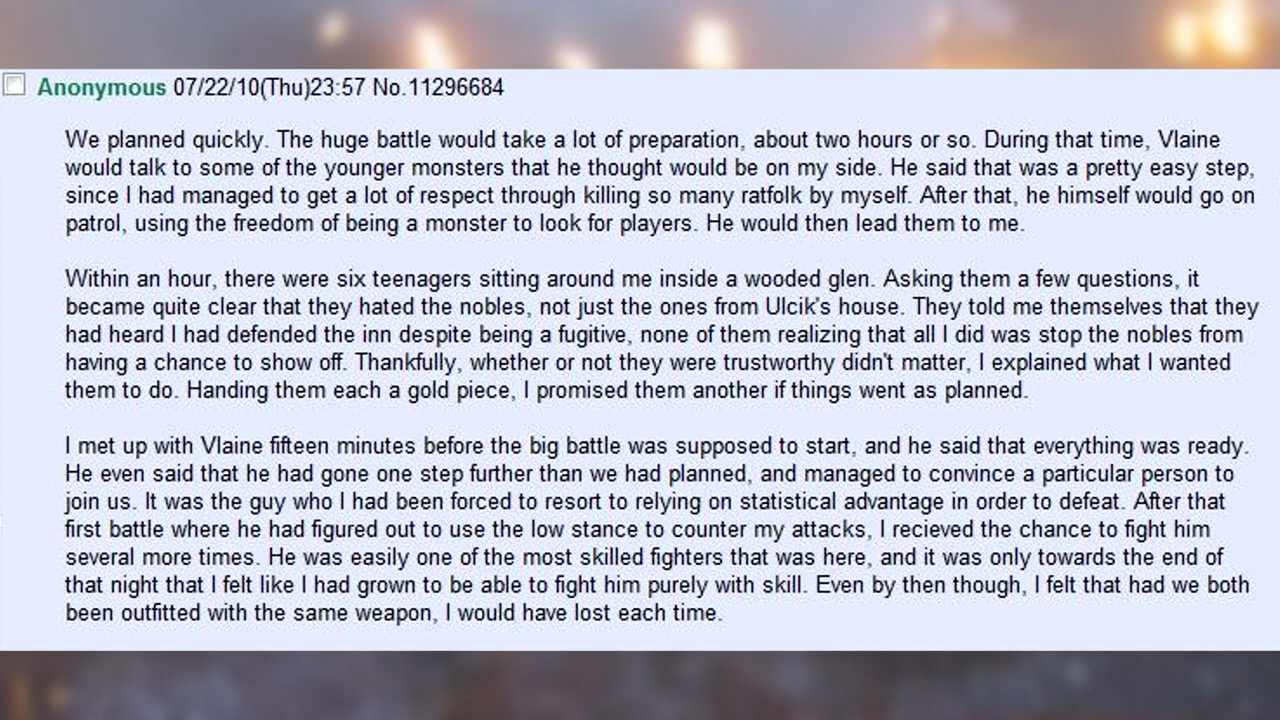 Anonymous 07/22/10(Thu)23:57 No.11296684
We planned quickly. The huge battle would take a lot of preparation, about two hours or so. During that time, Vlaine
would talk to some of the younger monsters that he thought would be on my side. He said that was a pretty easy step,
since I had managed to get a lot of respect through killing so many ratfolk by myself. After that, he himself would go on
patrol, using the freedom of being a monster to look for players. He would then lead them to me.
Within an hour, there were six teenagers sitting around me inside a wooded glen. Asking them a few questions, it
became quite clear that they hated the nobles, not just the ones from Ulcik's house. They told me themselves that they
had heard I had defended the inn despite being a fugitive, none of them realizing that all I did was stop the nobles from
having a chance to show off. Thankfully, whether or not they were trustworthy didn't matter, I explained what I wanted
them to do. Handing them each a gold piece, I promised them another if things went as planned.
I met up with Vlaine fifteen minutes before the big battle was supposed to start, and he said that everything was ready.
He even said that he had gone one step further than we had planned, and managed to convince a particular person to
join us. It was the guy who I had been forced to resort to relying on statistical advantage in order to defeat. After that
first battle where he had figured out to use the low stance to counter my attacks, I recieved the chance to fight him
several more times. He was easily one of the most skilled fighters that was here, and it was only towards the end of
that night that I felt like I had grown to be able to fight him purely with skill. Even by then though, I felt that had we both
been outfitted with the same weapon, I would have lost each time.